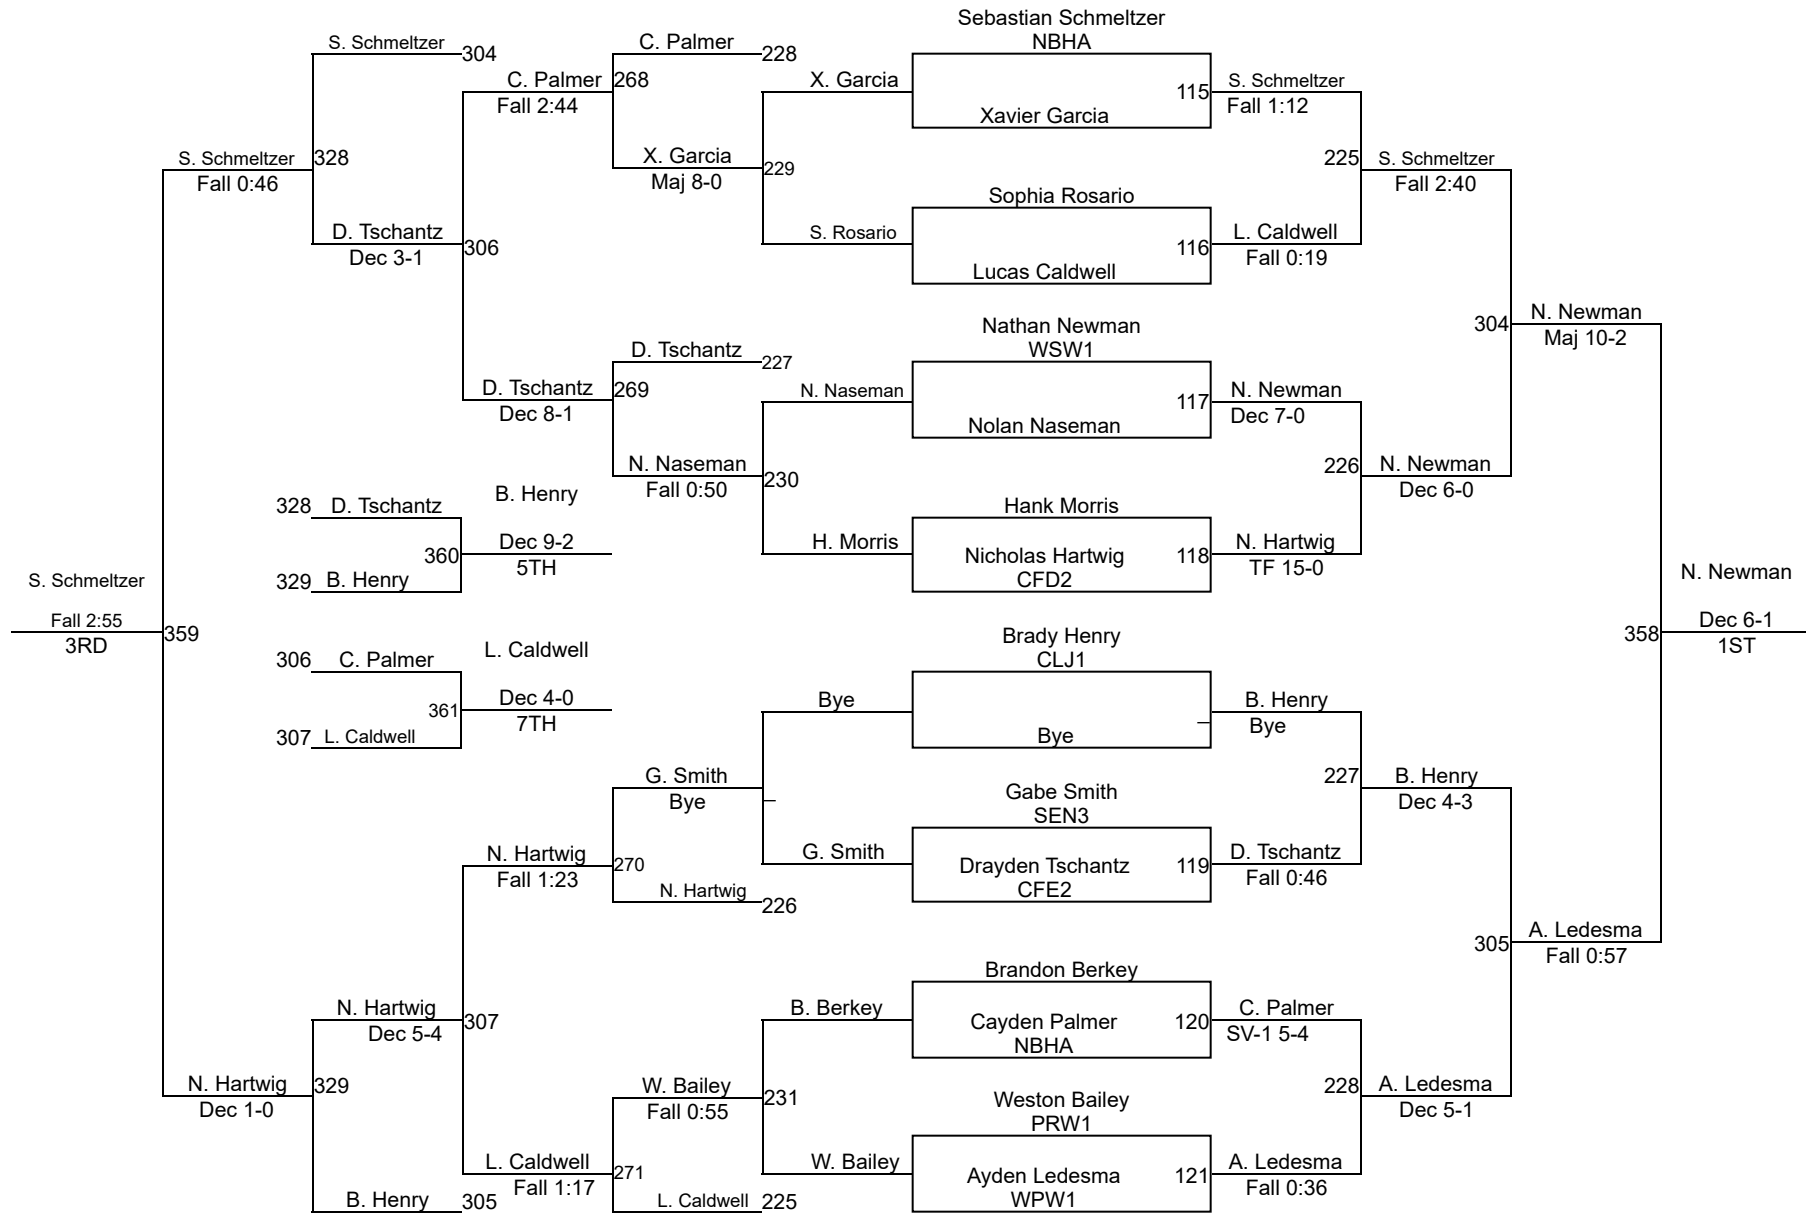 Sebastian Schmeltzer
NBHA
S. Schmeltzer
304
C. Palmer
228
C. Palmer
268
Fall 2:44
X. Garcia
Xavier Garcia
115
S. Schmeltzer
Fall 1:12
S. Schmeltzer
328
Fall 0:46
X. Garcia
229
Maj 8-0
225
S. Schmeltzer
Fall 2:40
Sophia Rosario
D. Tschantz
306
Dec 3-1
S. Rosario
Lucas Caldwell
116
L. Caldwell
Fall 0:19
Nathan Newman
WSW1
304
N. Newman
Maj 10-2
D. Tschantz
227
D. Tschantz
269
Dec 8-1
N. Naseman
Nolan Naseman
117
N. Newman
Dec 7-0
N. Naseman
230
Fall 0:50
226
N. Newman
Dec 6-0
328
D. Tschantz
B. Henry
Hank Morris
360
Dec 9-2
5TH
H. Morris
Nicholas Hartwig
CFD2
118
N. Hartwig
TF 15-0
329
B. Henry
S. Schmeltzer
Fall 2:55
3RD
359
N. Newman
358
Dec 6-1
1ST
306
C. Palmer
L. Caldwell
Brady Henry
CLJ1
361
Dec 4-0
7TH
307
L. Caldwell
Bye
Bye
–
B. Henry
Bye
G. Smith
Bye
–
227
B. Henry
Dec 4-3
Gabe Smith
SEN3
N. Hartwig
270
Fall 1:23
G. Smith
Drayden Tschantz
CFE2
119
D. Tschantz
Fall 0:46
N. Hartwig
226
305
A. Ledesma
Fall 0:57
Brandon Berkey
N. Hartwig
307
Dec 5-4
B. Berkey
Cayden Palmer
NBHA
120
C. Palmer
SV-1 5-4
N. Hartwig
329
Dec 1-0
W. Bailey
231
Fall 0:55
228
A. Ledesma
Dec 5-1
Weston Bailey
PRW1
L. Caldwell
271
Fall 1:17
W. Bailey
Ayden Ledesma
WPW1
121
A. Ledesma
Fall 0:36
B. Henry
305
L. Caldwell
225